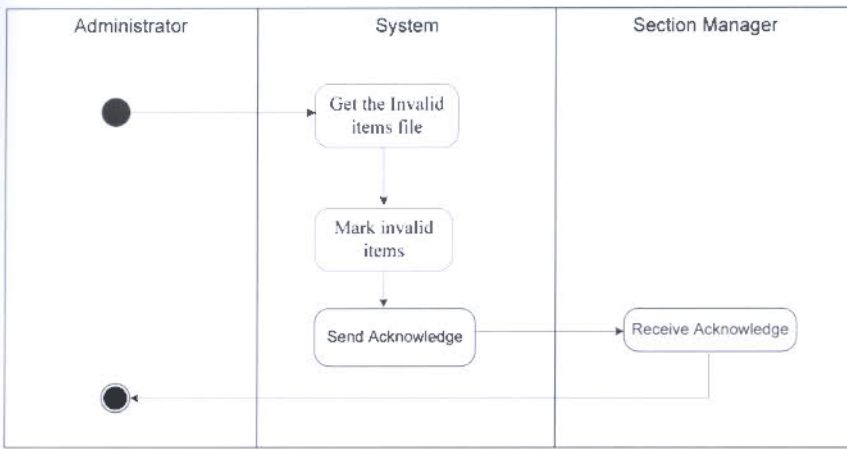 Administrator
System
Section Manager
Get the Invalid
items file
Mark invalid
items
Send Acknowledge
Receive Acknowledge